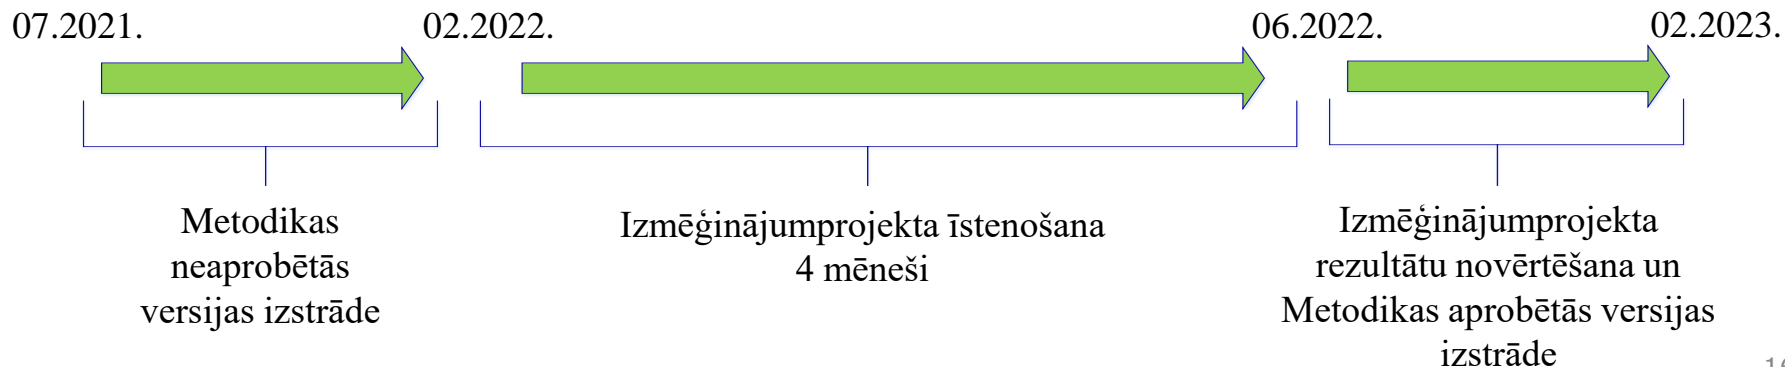 07.2021.
02.2022.
06.2022.
02.2023.
Metodikas
neaprobētās
versijas izstrāde
Izmēģinājumprojekta īstenošana
4 mēneši
Izmēģinājumprojekta
rezultātu novērtēšana un
Metodikas aprobētās versijas
izstrāde